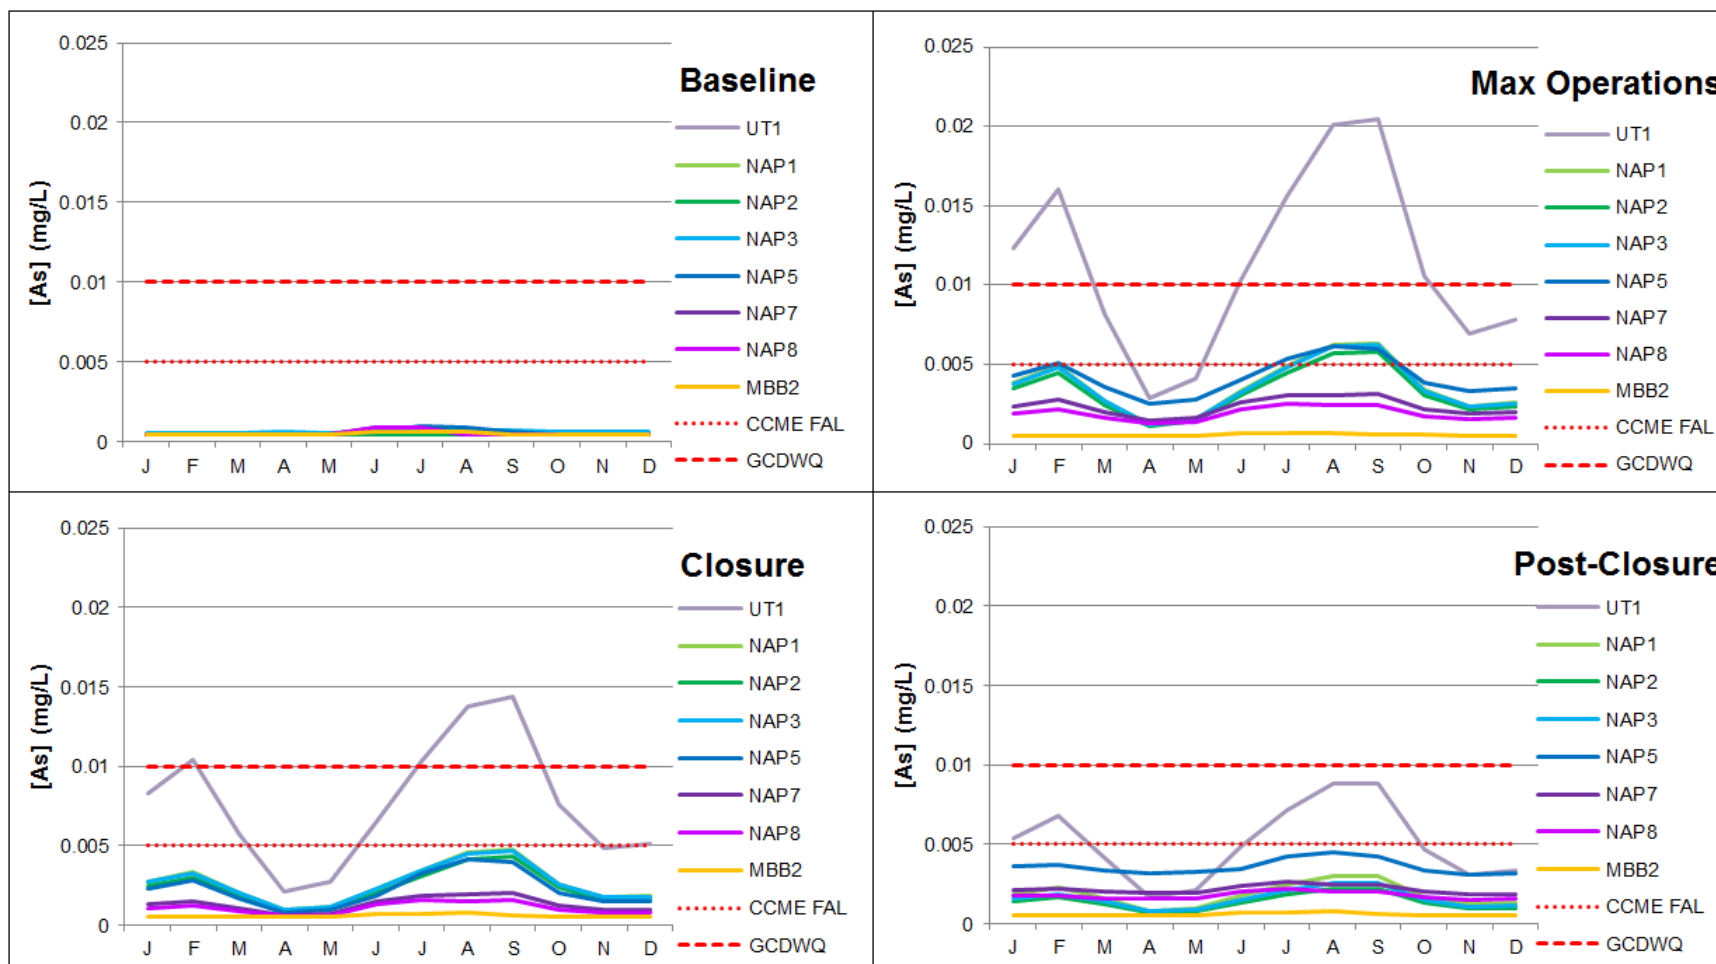 Baseline
[As] (mg/L)
0.025
0.02
0.015
0.01
0.005
0
J F M A M J J A S O N D
UT1
NAP1
NAP2
NAP3
NAP5
NAP7
NAP8
MBB2
CCME FAL
GCDWQ
Max Operations
[As] (mg/L)
0.025
0.02
0.015
0.01
0.005
0
J F M A M J J A S O N D
UT1
NAP1
NAP2
NAP3
NAP5
NAP7
NAP8
MBB2
CCME FAL
GCDWQ
Closure
[As] (mg/L)
0.025
0.02
0.015
0.01
0.005
0
J F M A M J J A S O N D
UT1
NAP1
NAP2
NAP3
NAP5
NAP7
NAP8
MBB2
CCME FAL
GCDWQ
Post-Closure
[As] (mg/L)
0.025
0.02
0.015
0.01
0.005
0
J F M A M J J A S O N D
UT1
NAP1
NAP2
NAP3
NAP5
NAP7
NAP8
MBB2
CCME FAL
GCDWQ